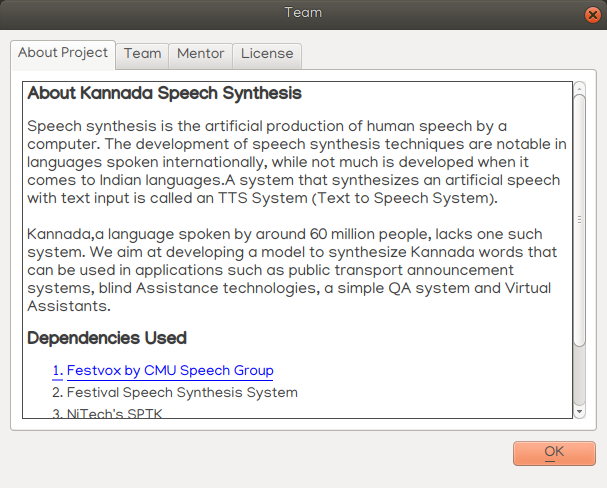 Team
About Project
Team
Mentor
License
About Kannada Speech Synthesis
Speech synthesis is the artificial production of human speech by a
computer. The development of speech synthesis techniques are notable in
languages spoken internationally, while not much is developed when it
comes to Indian languages.A system that synthesizes an artificial speech
with text input is called an TTS System (Text to Speech System).
Kannada,a language spoken by around 60 million people, lacks one such
system. We aim at developing a model to synthesize Kannada words that
can be used in applications such as public transport announcement
systems, blind Assistance technologies, a simple QA system and Virtual
Assistants.
Dependencies Used
1. Festvox by CMU Speech Group
2. Festival Speech Synthesis System
3. NiTech's SPTK
OK